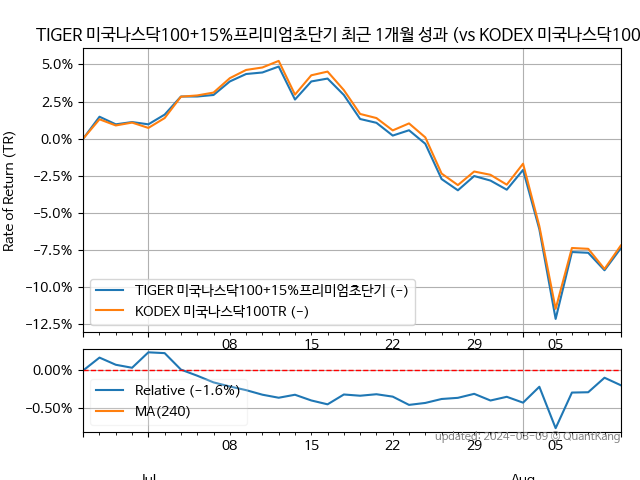 TIGER 미국나스닥100+15%프리미엄초단기 최근 1개월 성과 (vs KODEX 미국나스닥100
Rate of Return (TR)
5.0%
2.5%
0.0%
−2.5%
−5.0%
−7.5%
−10.0%
−12.5%
TIGER 미국나스닥100+15%프리미엄초단기 (-)
KODEX 미국나스닥100TR (-)
08 15 22 29 05
0.00%
−0.50%
Relative (-1.6%)
MA(240)
updated: 2024-08-09 © QuantKang
08 15 22 29 05
Jul Aug